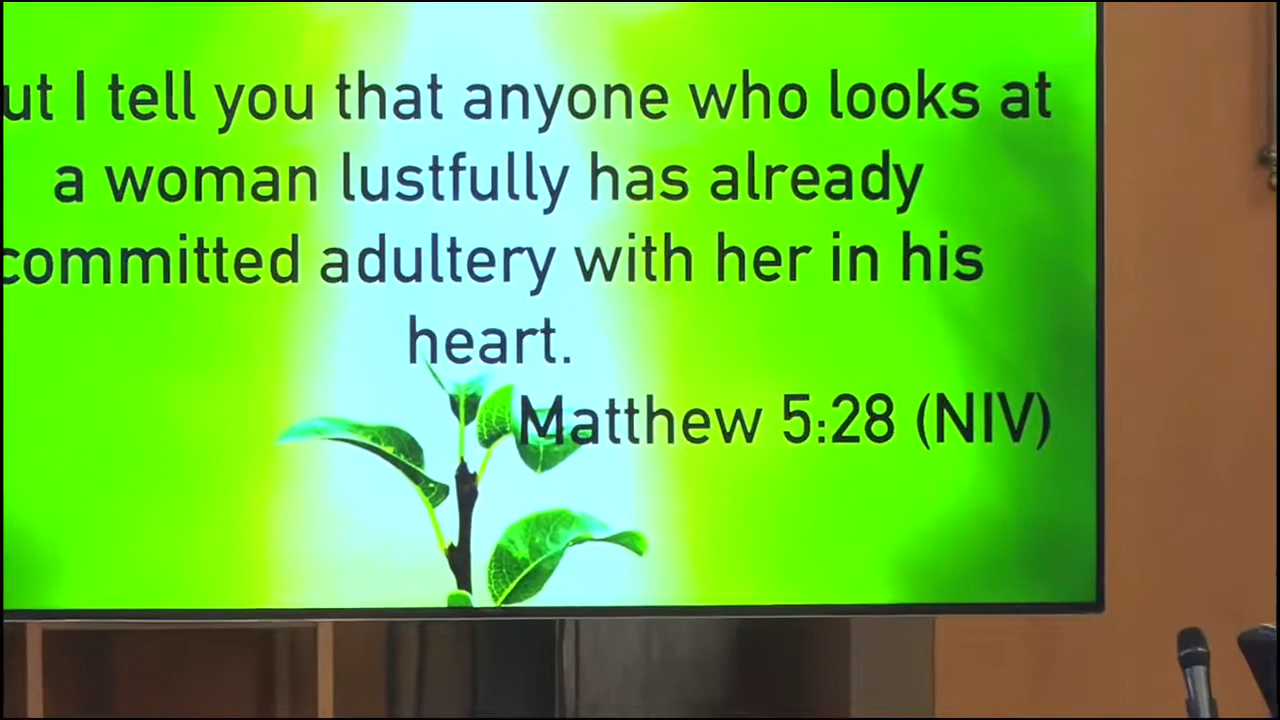 ut I tell you that anyone who looks at
a woman lustfully has already
committed adultery with her in his
heart.
Matthew 5:28 (NIV)